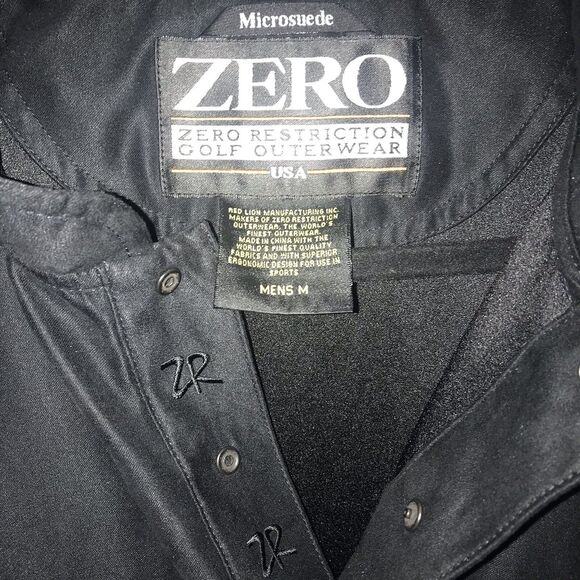 Microsuede
ZERO
ZERO RESTRICTION
GOLF OUTERWEAR
USA
RED LION MANUFACTURING INC.
MAKERS OF ZERO RESTRICTION
OUTERWEAR, THE WORLD'S
FINEST OUTERWEAR.
MADE IN CHINA WITH THE
WORLD'S FINEST QUALITY
FABRICS AND WITH SUPERIOR
ERGONOMIC DESIGN FOR USE IN
SPORTS
MENS M
ZR
ZR